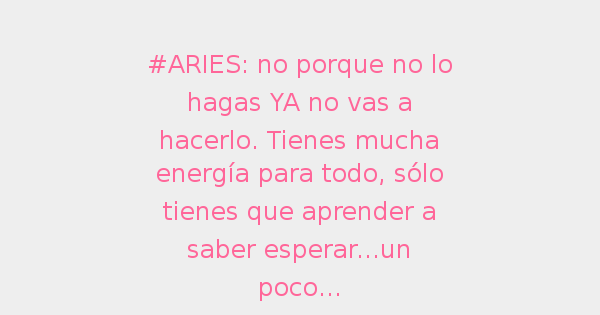 #ARIES: no porque no lo
hagas YA no vas a
hacerlo. Tienes mucha
energía para todo, sólo
tienes que aprender a
saber esperar...un
poco...